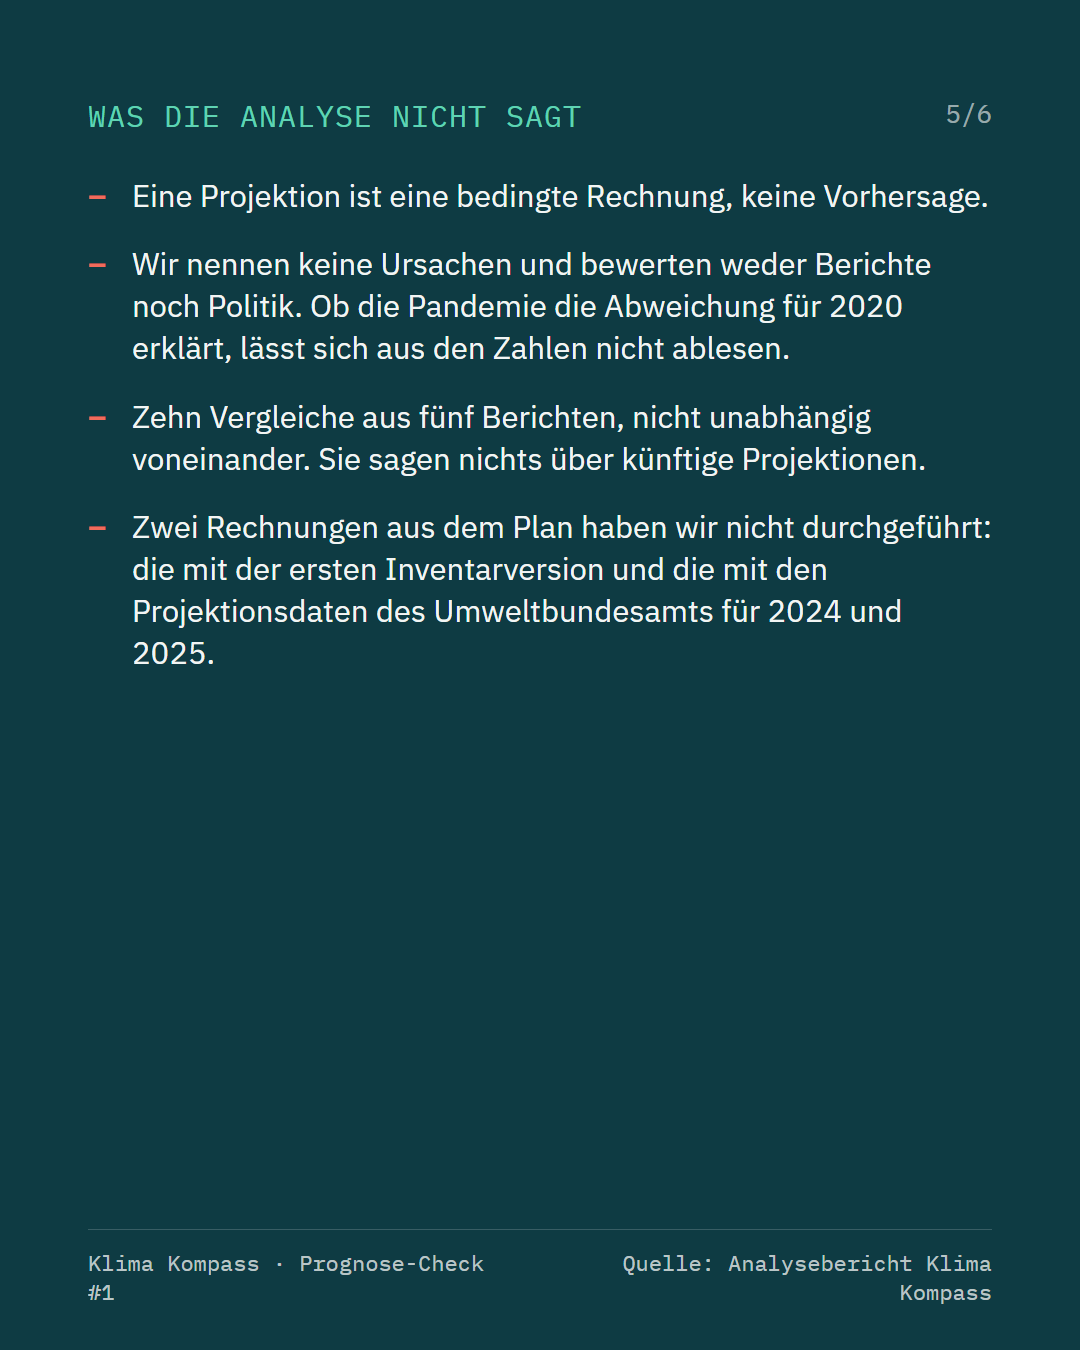 WAS DIE ANALYSE NICHT SAGT
5/6
– Eine Projektion ist eine bedingte Rechnung, keine Vorhersage.
– Wir nennen keine Ursachen und bewerten weder Berichte
noch Politik. Ob die Pandemie die Abweichung für 2020
erklärt, lässt sich aus den Zahlen nicht ablesen.
– Zehn Vergleiche aus fünf Berichten, nicht unabhängig
voneinander. Sie sagen nichts über künftige Projektionen.
– Zwei Rechnungen aus dem Plan haben wir nicht durchgeführt:
die mit der ersten Inventarversion und die mit den
Projektionsdaten des Umweltbundesamts für 2024 und
2025.
Klima Kompass · Prognose-Check
#1
Quelle: Analysebericht Klima
Kompass